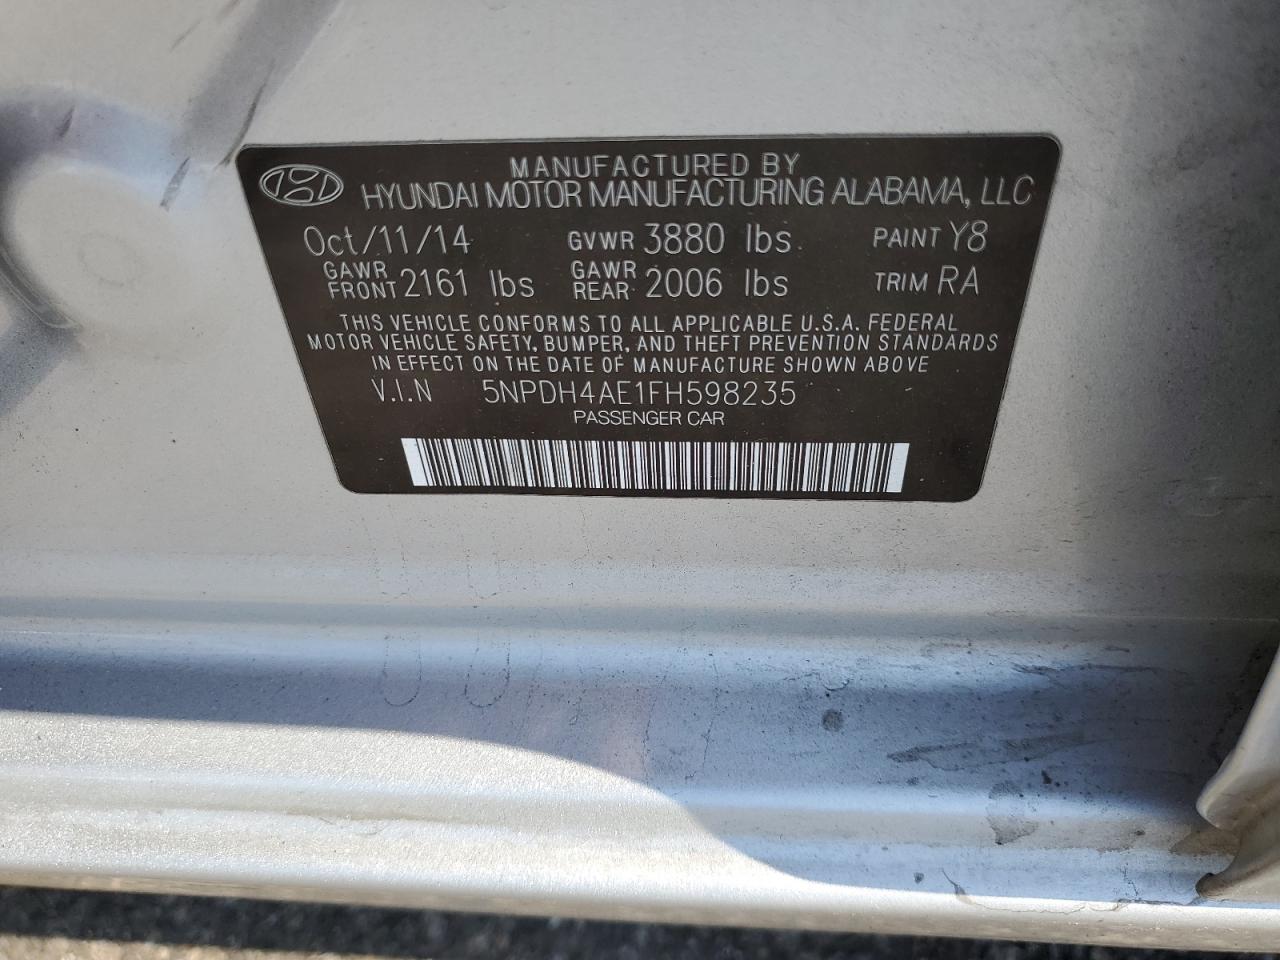 MANUFACTURED BY
HYUNDAI MOTOR MANUFACTURING ALABAMA, LLC
Oct/11/14 GVWR 3880 lbs PAINT Y8
GAWR FRONT 2161 lbs GAWR REAR 2006 lbs TRIM RA
THIS VEHICLE CONFORMS TO ALL APPLICABLE U.S.A. FEDERAL
MOTOR VEHICLE SAFETY, BUMPER, AND THEFT PREVENTION STANDARDS
IN EFFECT ON THE DATE OF MANUFACTURE SHOWN ABOVE
V.I.N 5NPDH4AE1FH598235
PASSENGER CAR